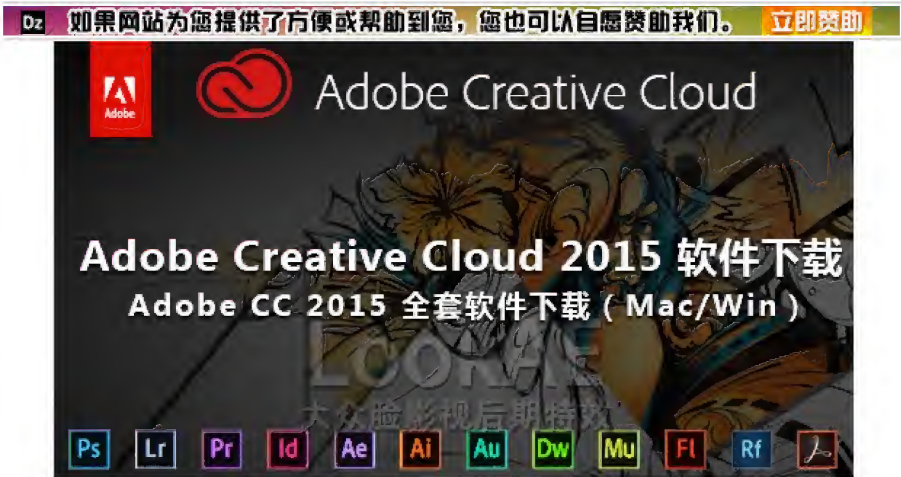 Dz 如果网站为您提供了方便或帮助到您，您也可以自愿赞助我们。 立即赞助
Adobe
Adobe Creative Cloud
Adobe Creative Cloud 2015 软件下载
Adobe CC 2015 全套软件下载（Mac/Win）
LOOKAE
大众脸影视后期特效
Ps Lr Pr Id Ae Ai Au Dw Mu Fl Rf